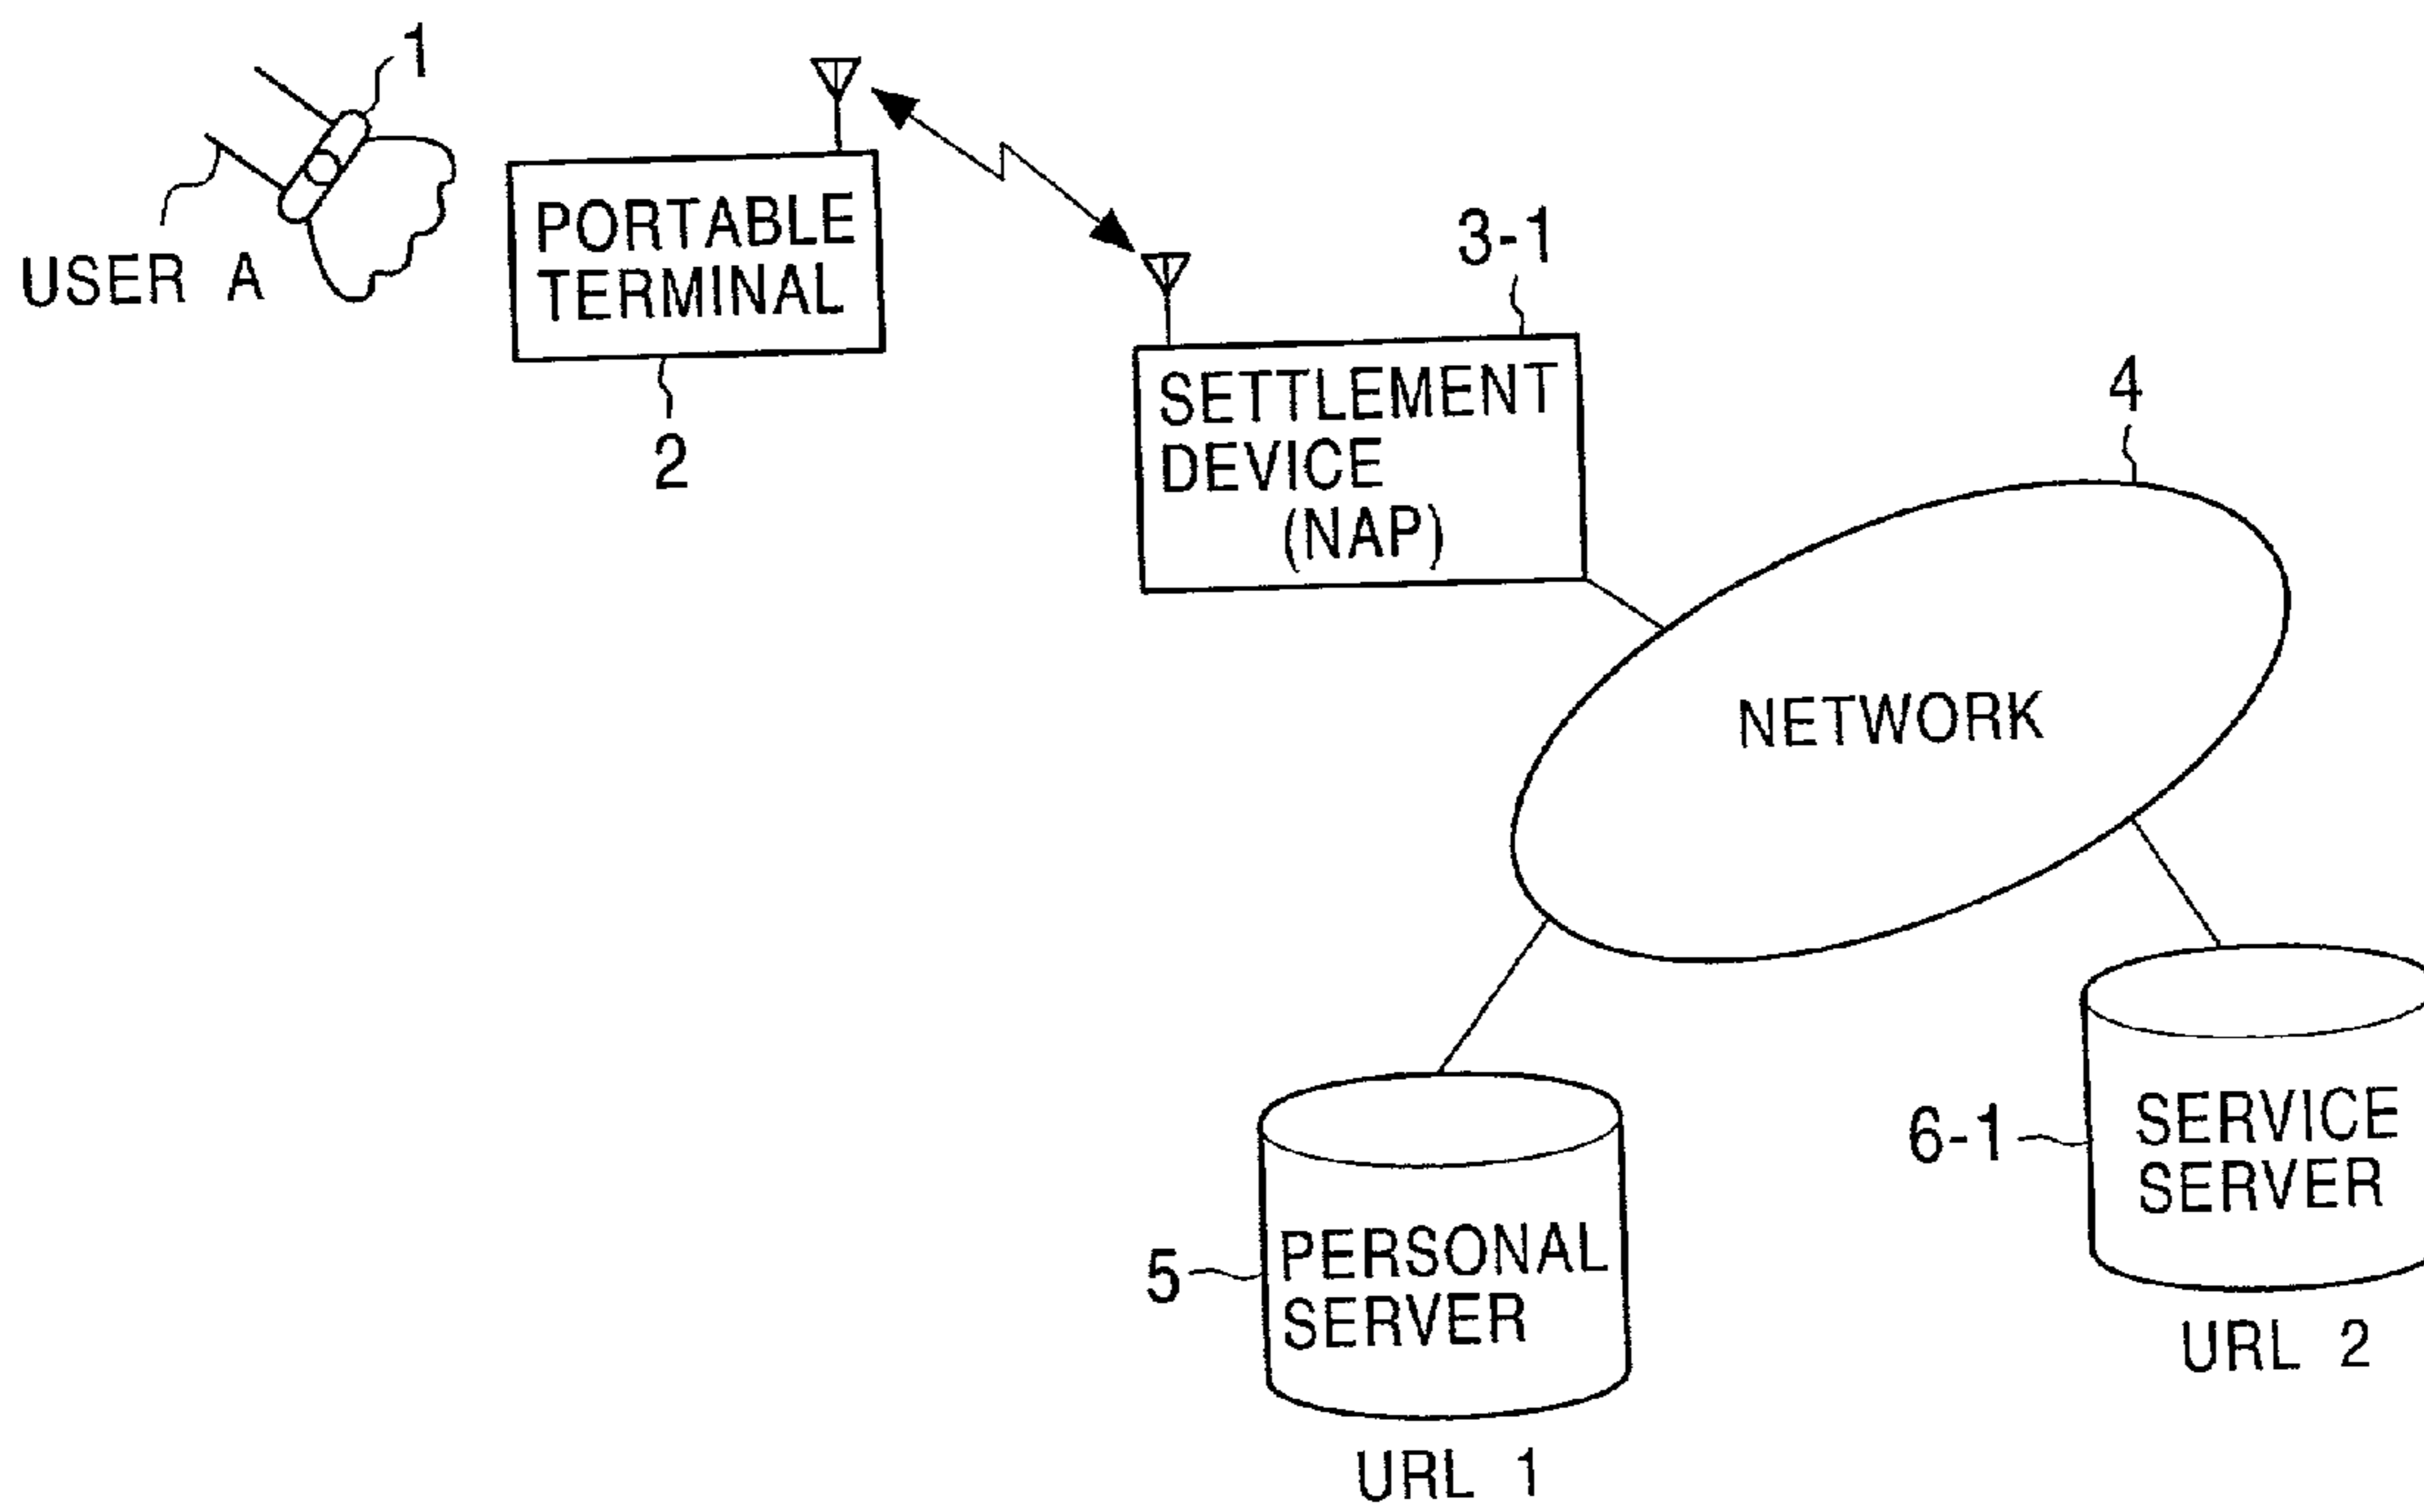 1
USER A
PORTABLE
TERMINAL
2
3-1
SETTLEMENT
DEVICE
(NAP)
4
NETWORK
5
PERSONAL
SERVER
URL 1
6-1
SERVICE
SERVER
URL 2